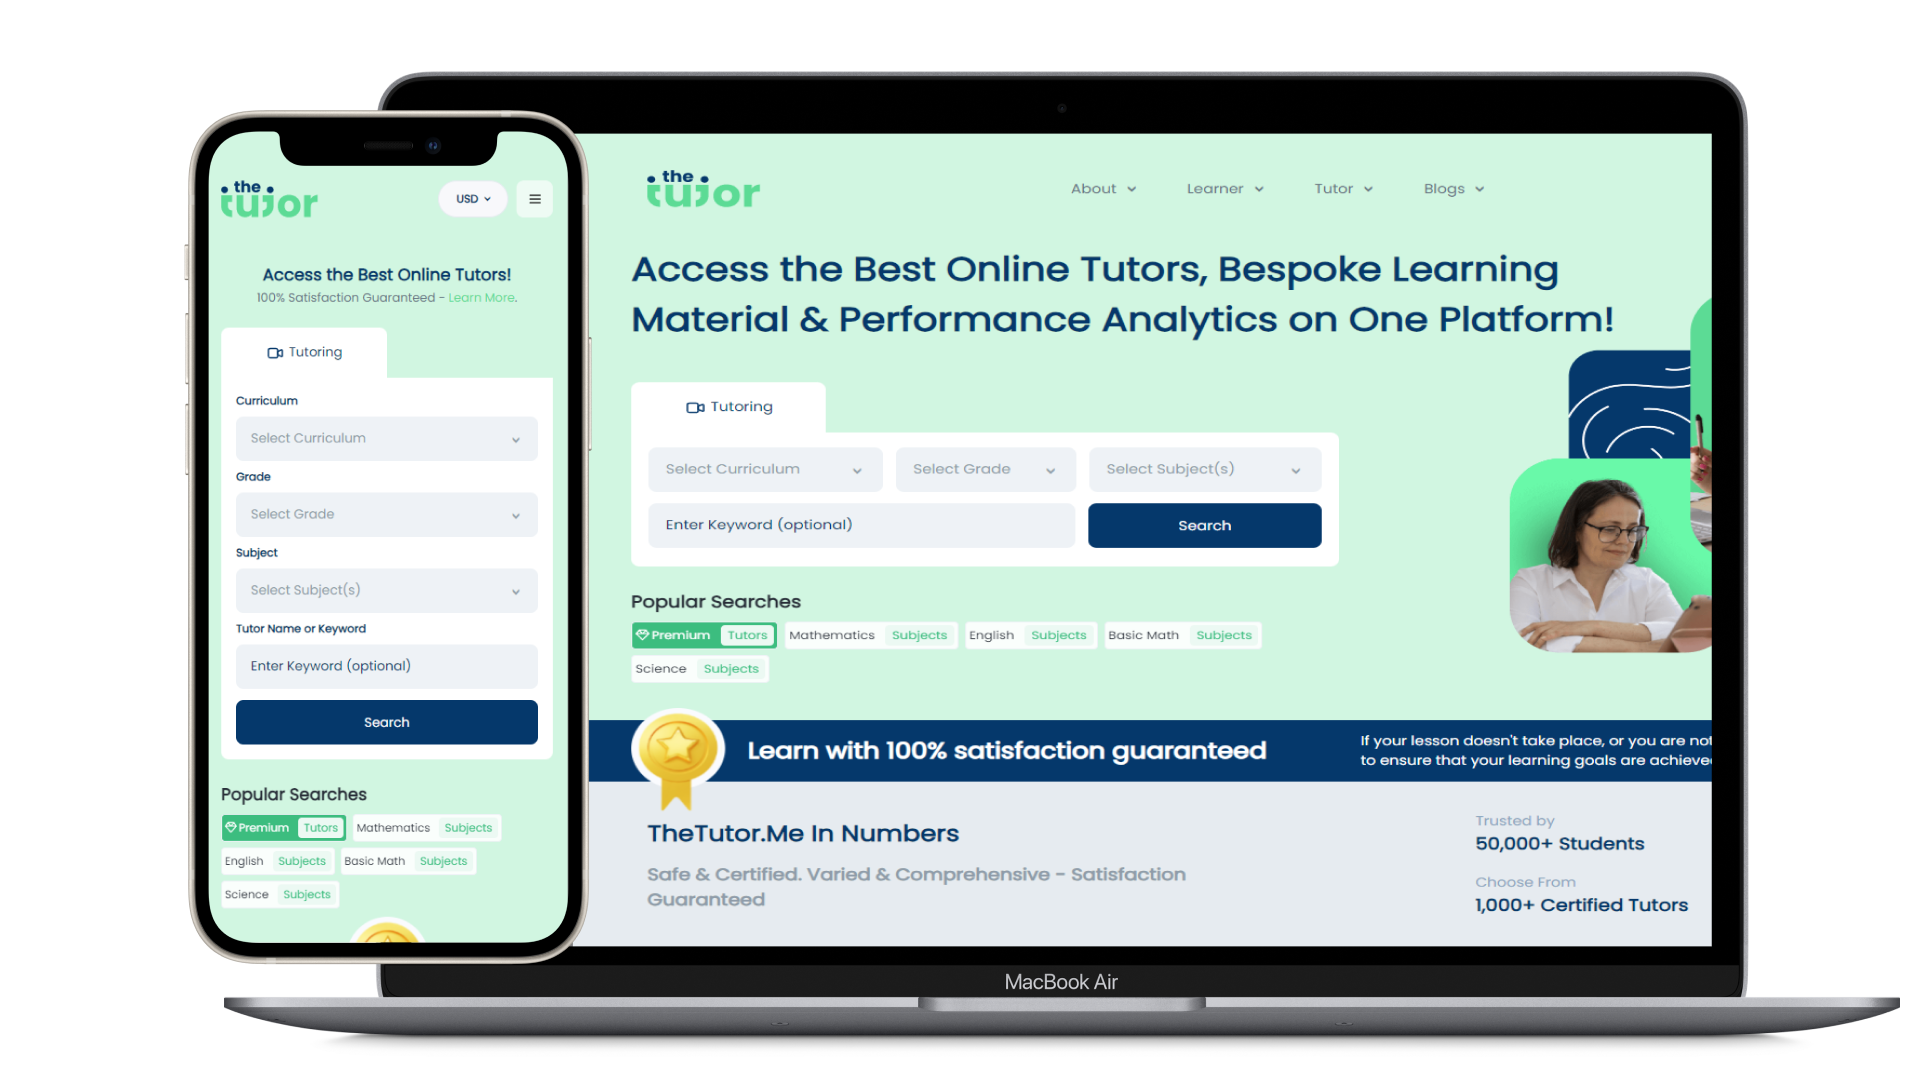 the
tutor
USD
Access the Best Online Tutors!
100% Satisfaction Guaranteed - Learn More.
Tutoring
Curriculum
Select Curriculum
Grade
Select Grade
Subject
Select Subject(s)
Tutor Name or Keyword
Enter Keyword (optional)
Search
Popular Searches
Premium Tutors Mathematics Subjects
English Subjects Basic Math Subjects
Science Subjects
the
tutor
About Learner Tutor Blogs
Access the Best Online Tutors, Bespoke Learning
Material & Performance Analytics on One Platform!
Tutoring
Select Curriculum Select Grade Select Subject(s)
Enter Keyword (optional) Search
Popular Searches
Premium Tutors Mathematics Subjects English Subjects Basic Math Subjects
Science Subjects
Learn with 100% satisfaction guaranteed
If your lesson doesn't take place, or you are not
to ensure that your learning goals are achieved
TheTutor.Me In Numbers
Safe & Certified. Varied & Comprehensive - Satisfaction
Guaranteed
Trusted by
50,000+ Students
Choose From
1,000+ Certified Tutors
MacBook Air